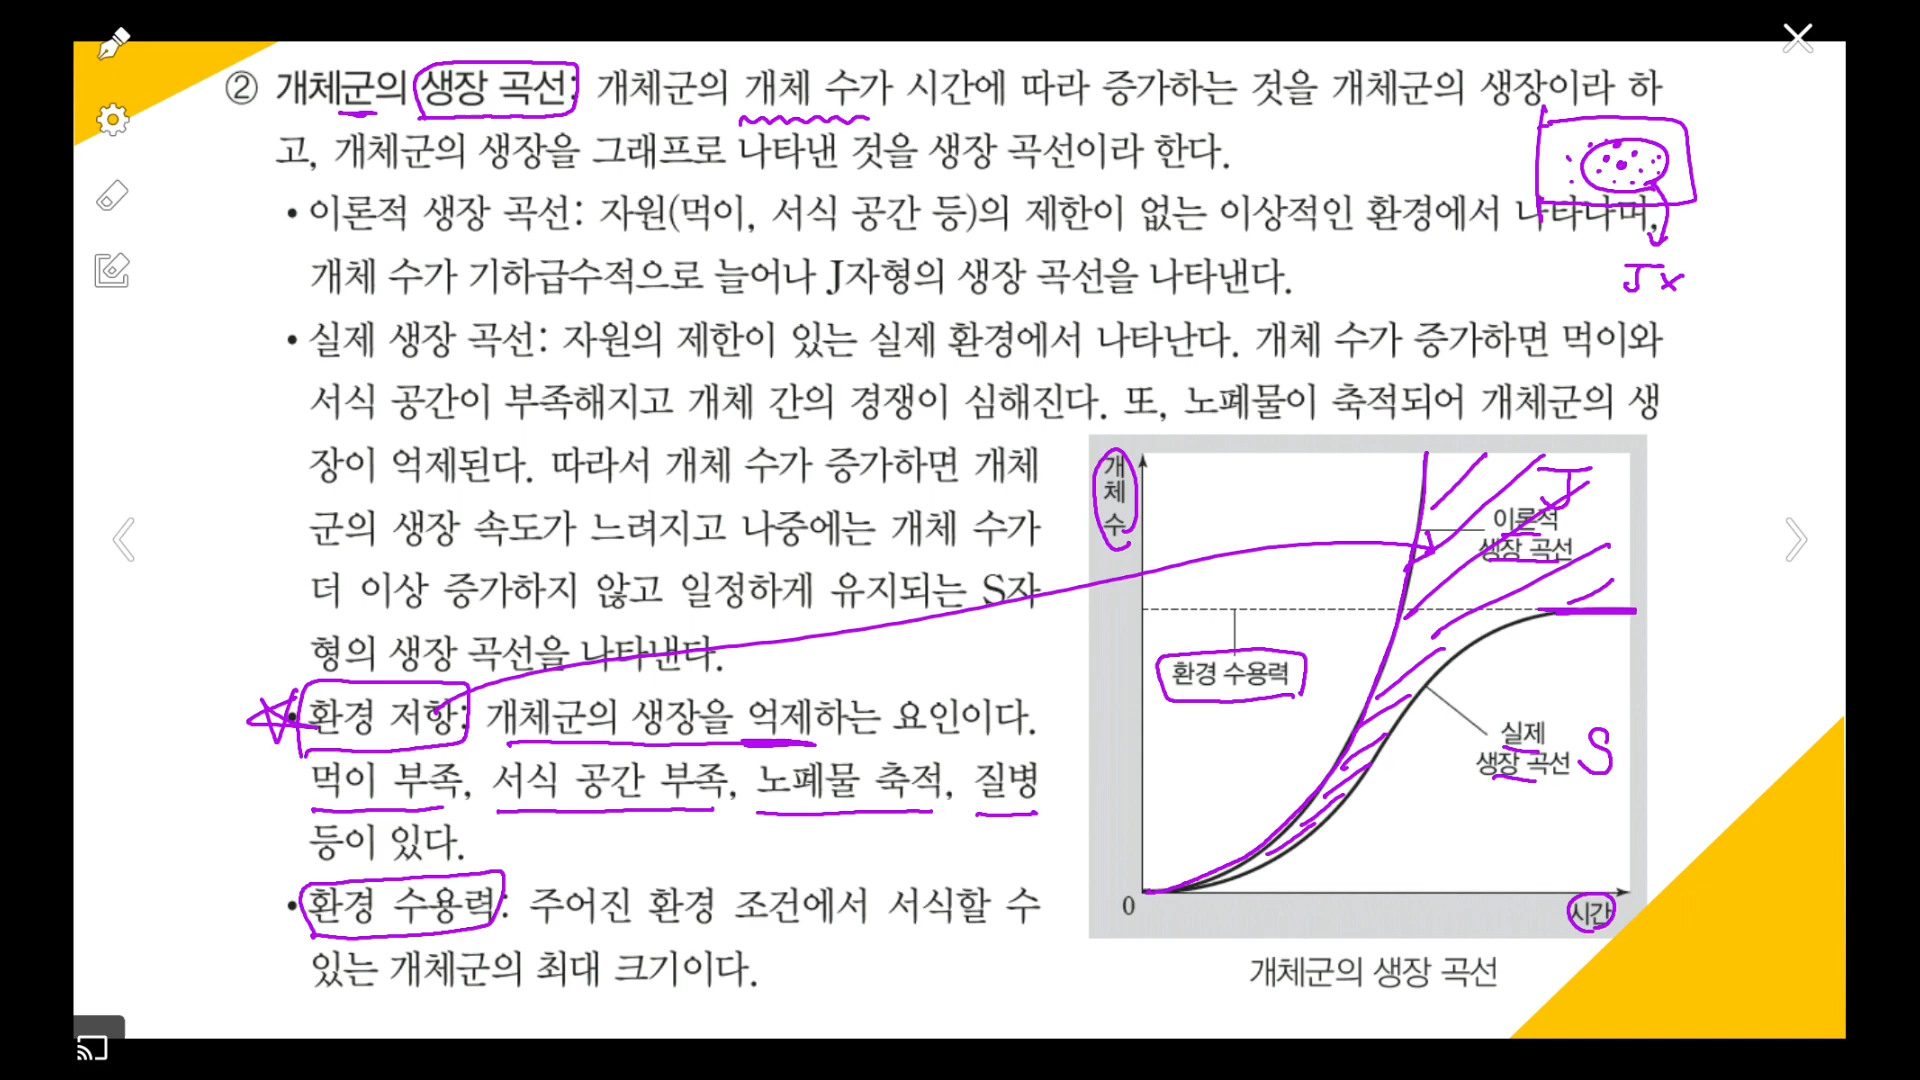 ② 개체군의 생장 곡선: 개체군의 개체 수가 시간에 따라 증가하는 것을 개체군의 생장이라 하
고, 개체군의 생장을 그래프로 나타낸 것을 생장 곡선이라 한다.
• 이론적 생장 곡선: 자원(먹이, 서식 공간 등)의 제한이 없는 이상적인 환경에서 나타나며,
개체 수가 기하급수적으로 늘어나 J자형의 생장 곡선을 나타낸다.
J x
• 실제 생장 곡선: 자원의 제한이 있는 실제 환경에서 나타난다. 개체 수가 증가하면 먹이와
서식 공간이 부족해지고 개체 간의 경쟁이 심해진다. 또, 노폐물이 축적되어 개체군의 생
장이 억제된다. 따라서 개체 수가 증가하면 개체
군의 생장 속도가 느려지고 나중에는 개체 수가
더 이상 증가하지 않고 일정하게 유지되는 S자
형의 생장 곡선을 나타낸다.
• 환경 저항: 개체군의 생장을 억제하는 요인이다.
먹이 부족, 서식 공간 부족, 노폐물 축적, 질병
등이 있다.
• 환경 수용력: 주어진 환경 조건에서 서식할 수
있는 개체군의 최대 크기이다.
개
체
수
J
이론적
생장 곡선
환경 수용력
실제
생장 곡선
S
0
시간
개체군의 생장 곡선